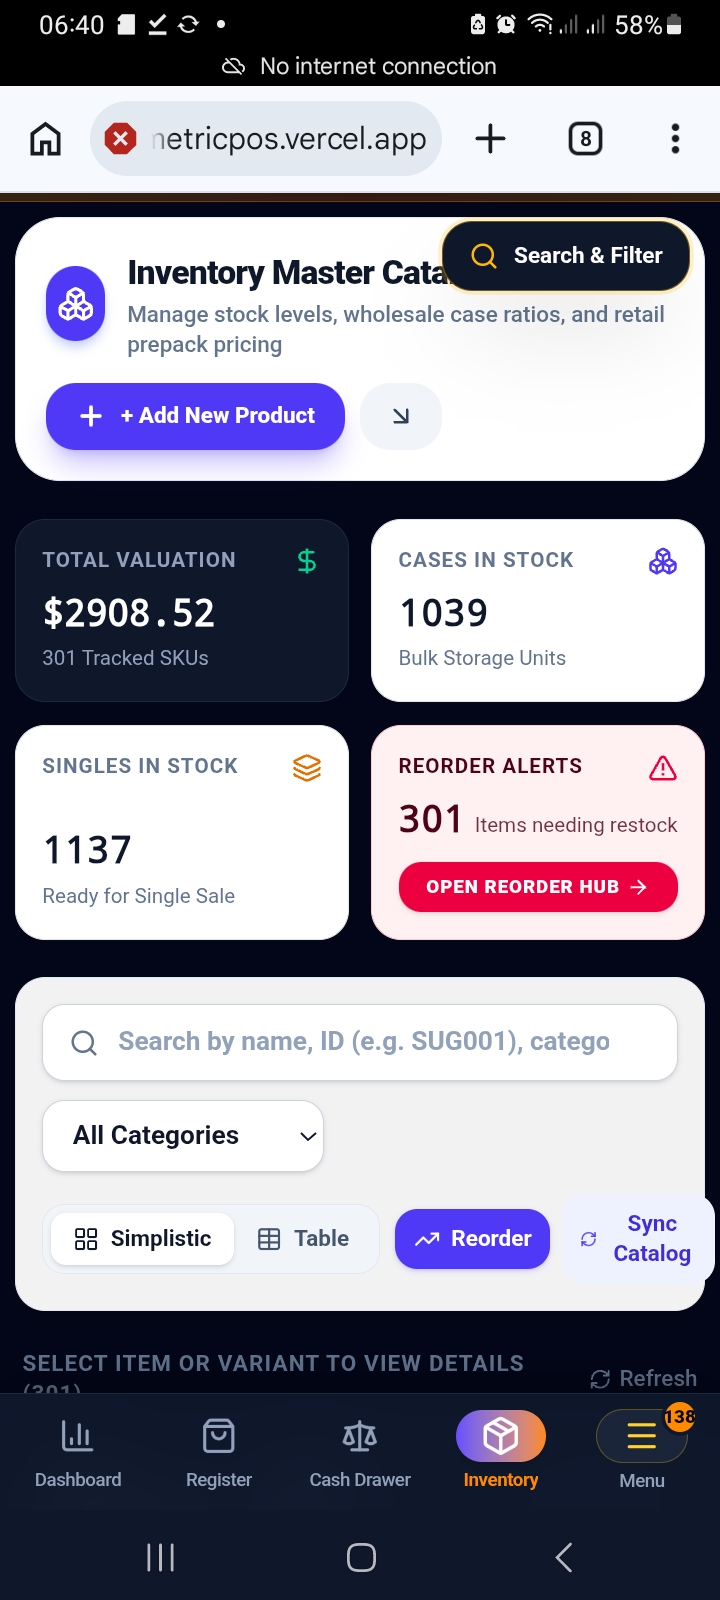 06:40
58%
No internet connection
netricpos.vercel.app
8
Search & Filter
Inventory Master
Manage stock levels, wholesale case ratios, and retail
prepack pricing
+ Add New Product
TOTAL VALUATION
$2908.52
301 Tracked SKUs
CASES IN STOCK
1039
Bulk Storage Units
SINGLES IN STOCK
1137
Ready for Single Sale
REORDER ALERTS
301 Items needing restock
OPEN REORDER HUB →
Search by name, ID (e.g. SUG001), catego
All Categories
Simplistic
Table
Reorder
Sync
Catalog
SELECT ITEM OR VARIANT TO VIEW DETAILS
(301)
Refresh
138
Dashboard
Register
Cash Drawer
Inventory
Menu